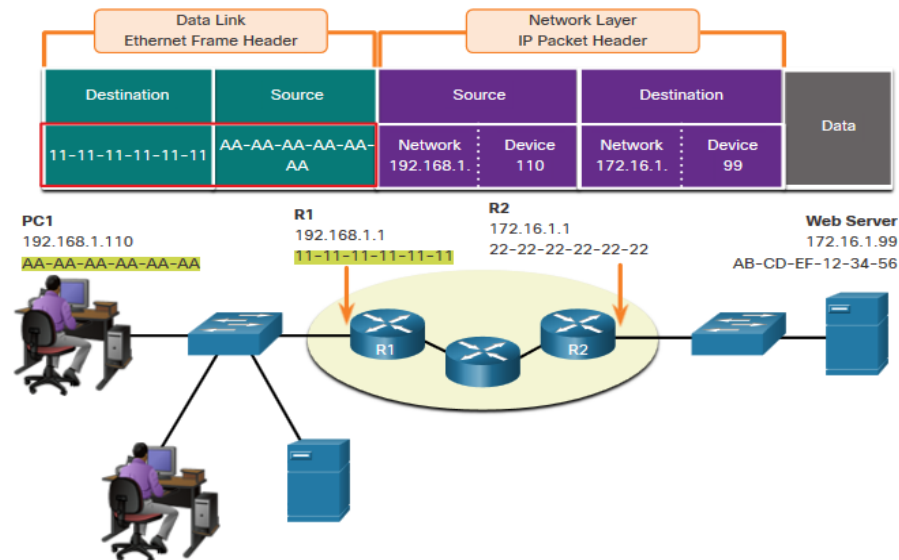 Data Link
Ethernet Frame Header
Network Layer
IP Packet Header
Destination
Source
Source
Destination
Data
11-11-11-11-11-11
AA-AA-AA-AA-AA-
AA
Network
192.168.1.
Device
110
Network
172.16.1.
Device
99
PC1
192.168.1.110
AA-AA-AA-AA-AA-AA
R1
192.168.1.1
11-11-11-11-11-11
R2
172.16.1.1
22-22-22-22-22-22
Web Server
172.16.1.99
AB-CD-EF-12-34-56
R1
R2